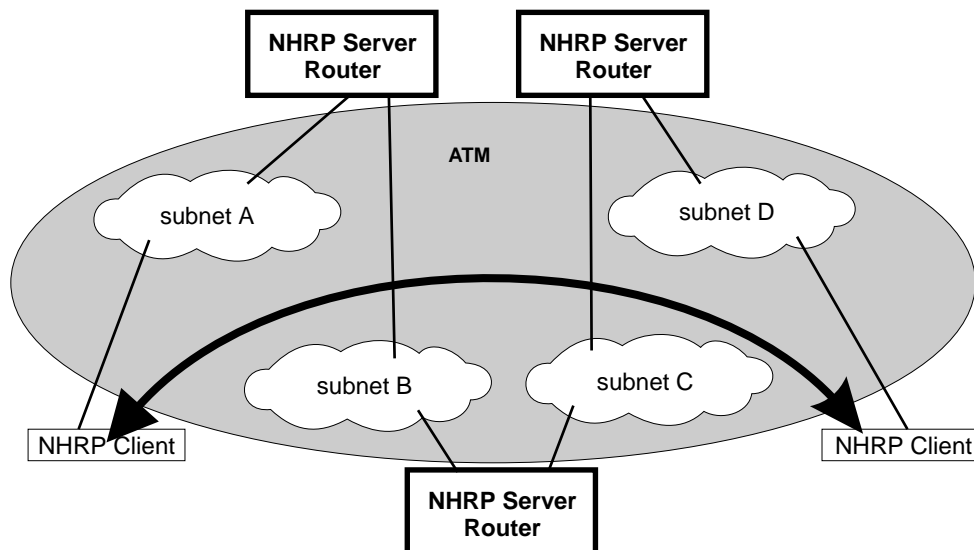 NHRP Server
Router
NHRP Server
Router
ATM
subnet A
subnet D
subnet B
subnet C
NHRP Client
NHRP Client
NHRP Server
Router